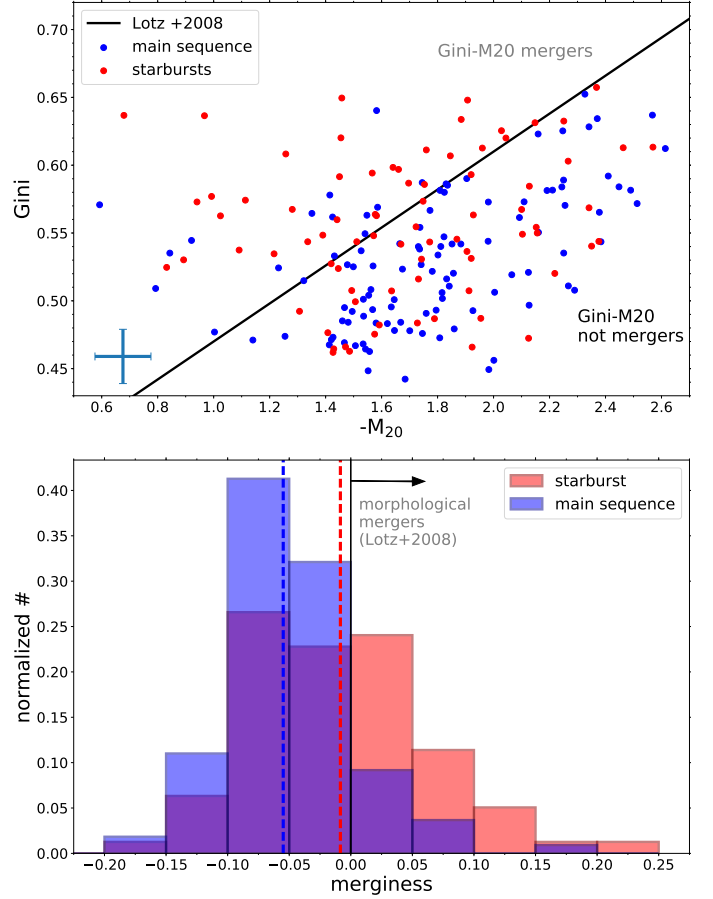 Lotz +2008
main sequence
starbursts
Gini-M20 mergers
Gini-M20
not mergers
0.70
0.65
0.60
0.55
0.50
0.45
Gini
0.6 0.8 1.0 1.2 1.4 1.6 1.8 2.0 2.2 2.4 2.6
-M20
starburst
main sequence
morphological
mergers
(Lotz+2008)
0.40
0.35
0.30
0.25
0.20
0.15
0.10
0.05
0.00
normalized #
−0.20 −0.15 −0.10 −0.05 0.00 0.05 0.10 0.15 0.20 0.25
merginess